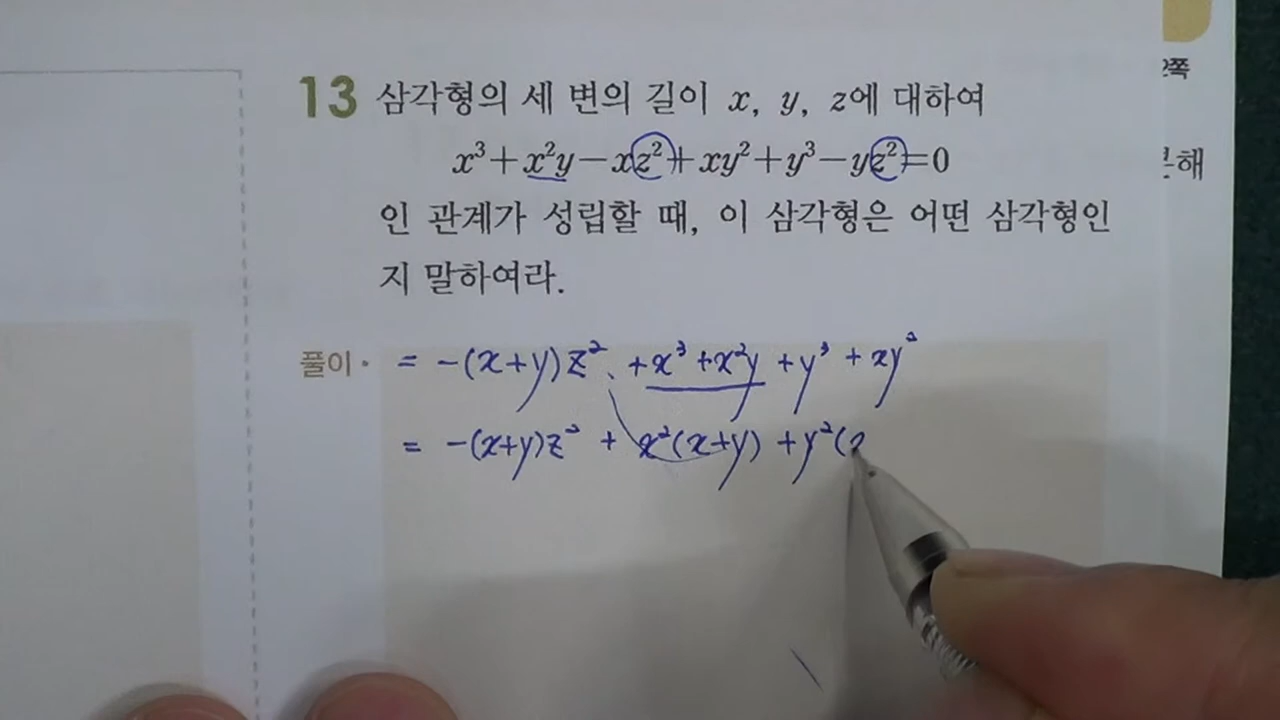 13 삼각형의 세 변의 길이 x, y, z에 대하여
x³+x²y−xz²+xy²+y³−yz²=0
인 관계가 성립할 때, 이 삼각형은 어떤 삼각형인
지 말하여라.
풀이· = -(x+y)z² +x³ +x²y +y³ +xy²
= -(x+y)z² + x²(x+y) +y²(
쪽
해